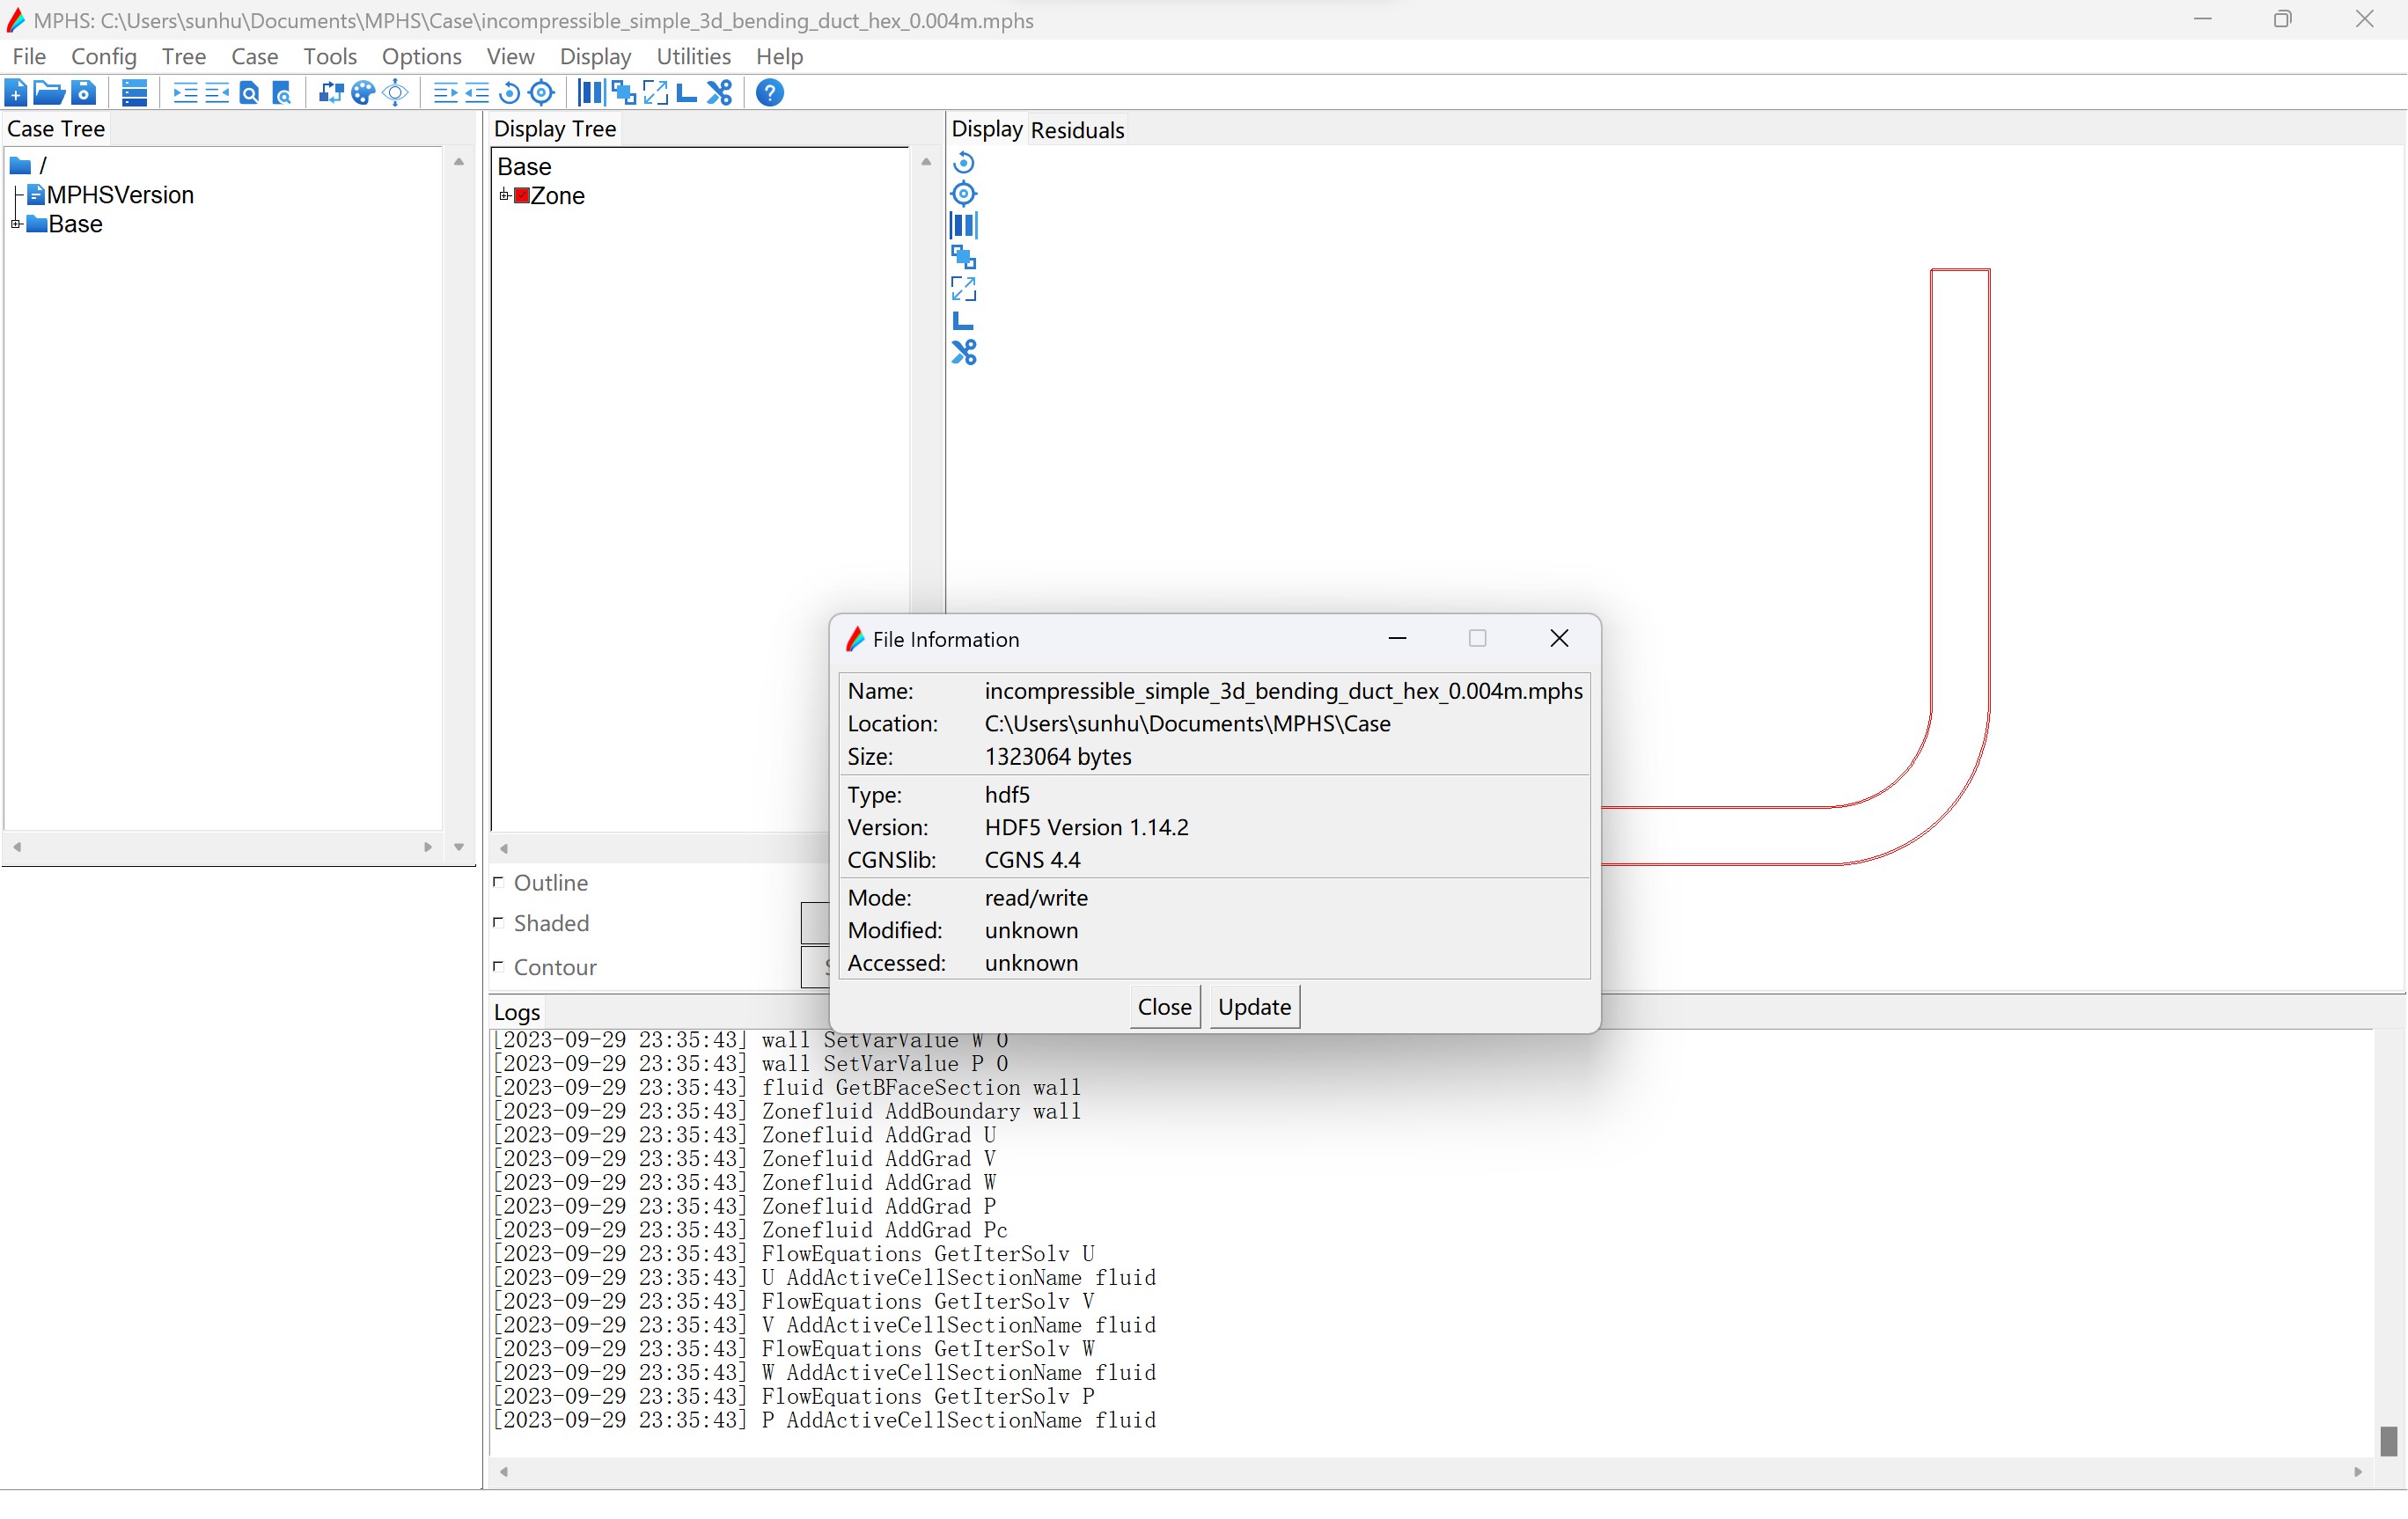 MPHS: C:\Users\sunhu\Documents\MPHS\Case\incompressible_simple_3d_bending_duct_hex_0.004m.mphs
File Config Tree Case Tools Options View Display Utilities Help
Case Tree
/
MPHSVersion
Base
Display Tree
Base
Zone
Outline
Shaded
Contour
Display Residuals
File Information
Name: incompressible_simple_3d_bending_duct_hex_0.004m.mphs
Location: C:\Users\sunhu\Documents\MPHS\Case
Size: 1323064 bytes
Type: hdf5
Version: HDF5 Version 1.14.2
CGNSlib: CGNS 4.4
Mode: read/write
Modified: unknown
Accessed: unknown
Close Update
Logs
[2023-09-29 23:35:43] wall SetVarValue W 0
[2023-09-29 23:35:43] wall SetVarValue P 0
[2023-09-29 23:35:43] fluid GetBFaceSection wall
[2023-09-29 23:35:43] Zonefluid AddBoundary wall
[2023-09-29 23:35:43] Zonefluid AddGrad U
[2023-09-29 23:35:43] Zonefluid AddGrad V
[2023-09-29 23:35:43] Zonefluid AddGrad W
[2023-09-29 23:35:43] Zonefluid AddGrad P
[2023-09-29 23:35:43] Zonefluid AddGrad Pc
[2023-09-29 23:35:43] FlowEquations GetIterSolv U
[2023-09-29 23:35:43] U AddActiveCellSectionName fluid
[2023-09-29 23:35:43] FlowEquations GetIterSolv V
[2023-09-29 23:35:43] V AddActiveCellSectionName fluid
[2023-09-29 23:35:43] FlowEquations GetIterSolv W
[2023-09-29 23:35:43] W AddActiveCellSectionName fluid
[2023-09-29 23:35:43] FlowEquations GetIterSolv P
[2023-09-29 23:35:43] P AddActiveCellSectionName fluid